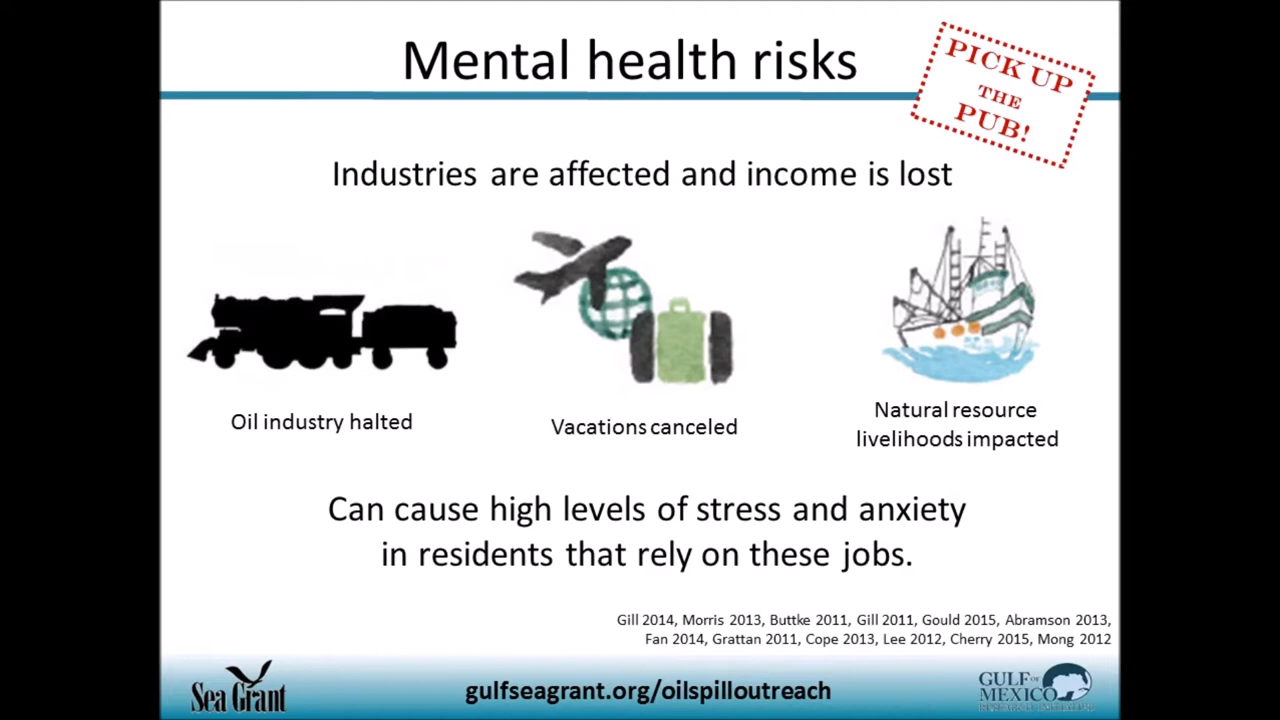 Mental health risks
PICK UP
THE
PUB!
Industries are affected and income is lost
Oil industry halted
Vacations canceled
Natural resource
livelihoods impacted
Can cause high levels of stress and anxiety
in residents that rely on these jobs.
Gill 2014, Morris 2013, Buttke 2011, Gill 2011, Gould 2015, Abramson 2013,
Fan 2014, Grattan 2011, Cope 2013, Lee 2012, Cherry 2015, Mong 2012
Sea Grant
gulfseagrant.org/oilspilloutreach
GULF OF
MEXICO
RESEARCH INITIATIVE